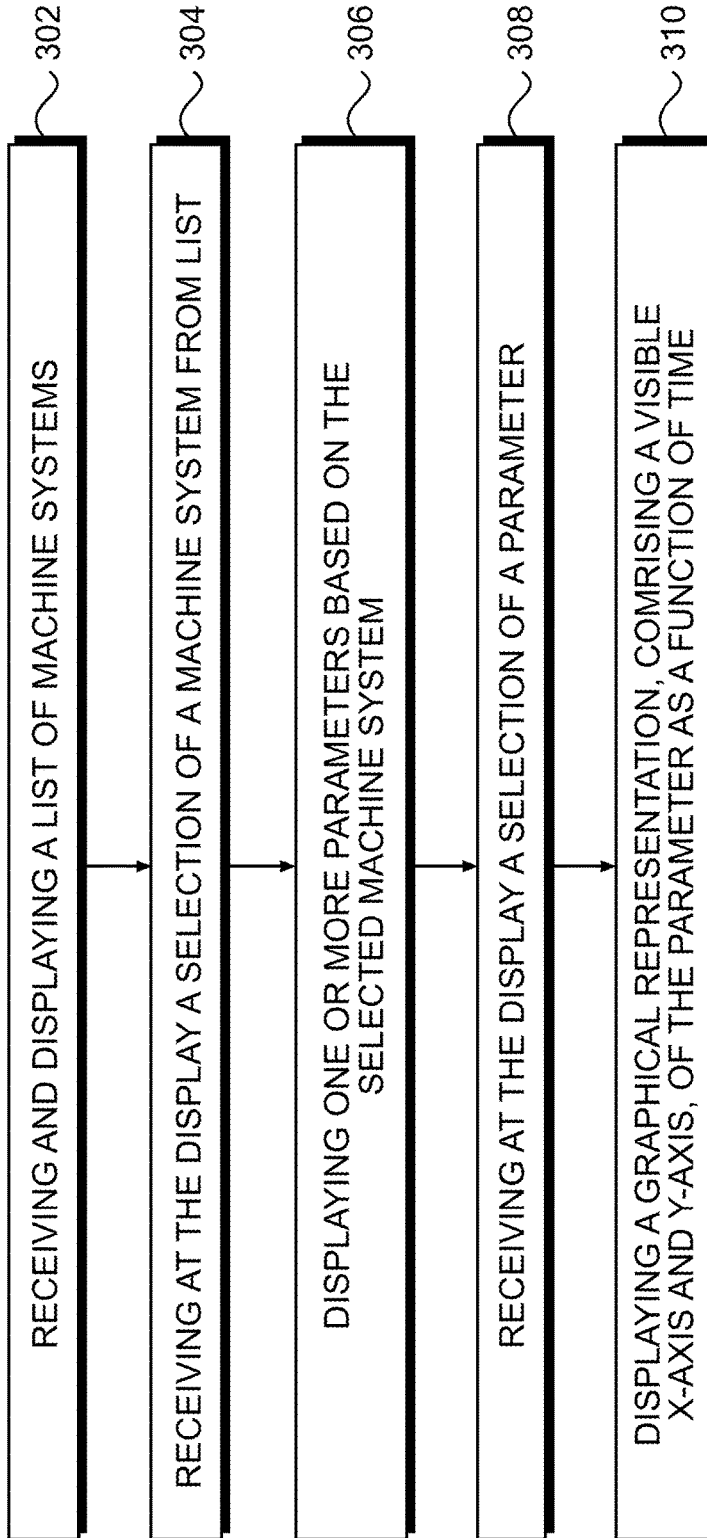 RECEIVING AND DISPLAYING A LIST OF MACHINE SYSTEMS
302
RECEIVING AT THE DISPLAY A SELECTION OF A MACHINE SYSTEM FROM LIST
304
DISPLAYING ONE OR MORE PARAMETERS BASED ON THE
SELECTED MACHINE SYSTEM
306
RECEIVING AT THE DISPLAY A SELECTION OF A PARAMETER
308
DISPLAYING A GRAPHICAL REPRESENTATION, COMRISING A VISIBLE
X-AXIS AND Y-AXIS, OF THE PARAMETER AS A FUNCTION OF TIME
310